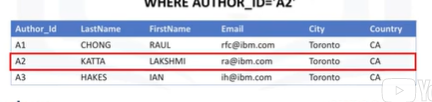 WHERE AUTHOR_ID='A2'
Author_Id LastName FirstName Email City Country
A1 CHONG RAUL rfc@ibm.com Toronto CA
A2 KATTA LAKSHMI ra@ibm.com Toronto CA
A3 HAKES IAN ih@ibm.com Toronto CA